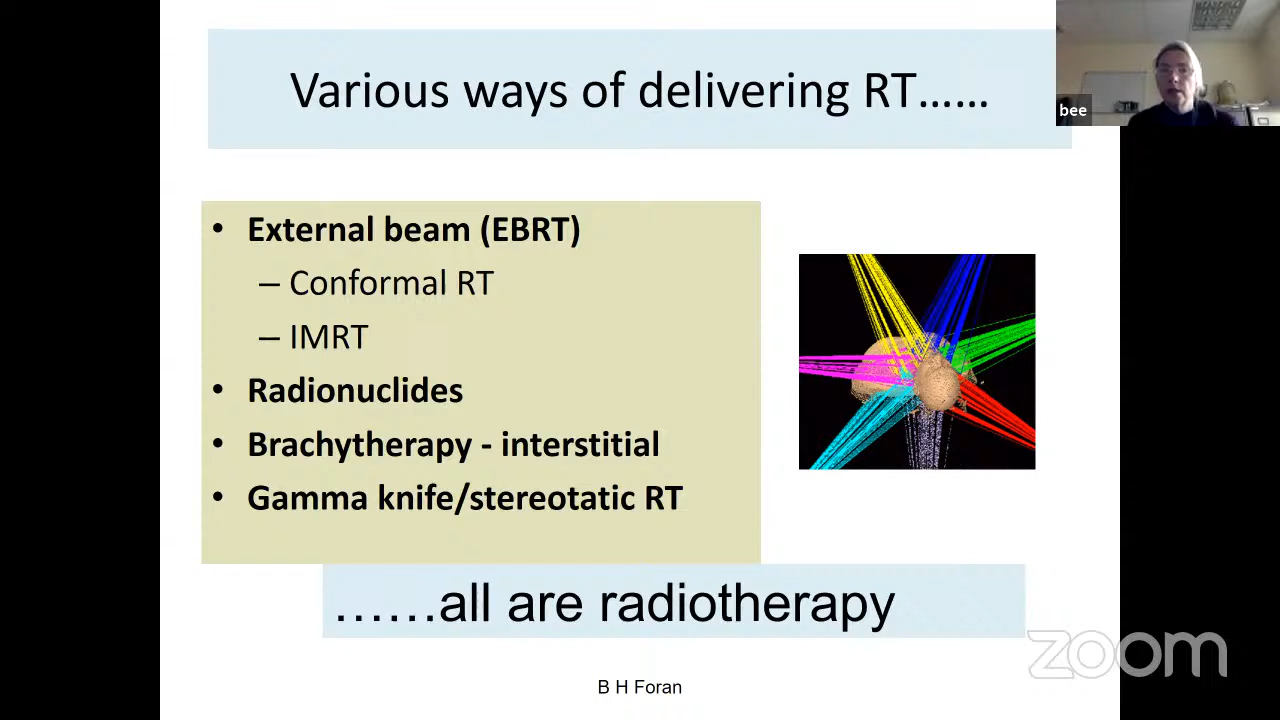 Various ways of delivering RT……
bee
• External beam (EBRT)
– Conformal RT
– IMRT
• Radionuclides
• Brachytherapy - interstitial
• Gamma knife/stereotatic RT
……all are radiotherapy
zoom
B H Foran